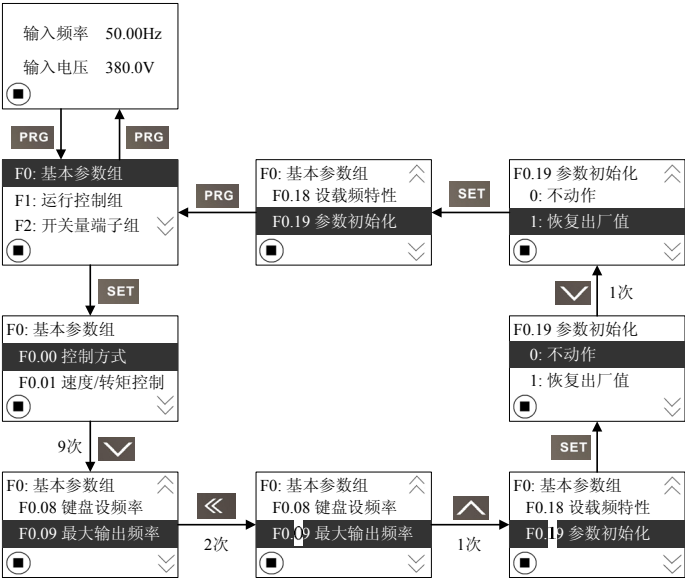 输入频率 50.00Hz
输入电压 380.0V
PRG
PRG
F0: 基本参数组
F1: 运行控制组
F2: 开关量端子组
PRG
F0: 基本参数组
F0.18 设载频特性
F0.19 参数初始化
SET
F0.19 参数初始化
0: 不动作
1: 恢复出厂值
SET
1次
F0: 基本参数组
F0.00 控制方式
F0.01 速度/转矩控制
F0.19 参数初始化
0: 不动作
1: 恢复出厂值
9次
SET
F0: 基本参数组
F0.08 键盘设频率
F0.09 最大输出频率
2次
F0: 基本参数组
F0.08 键盘设频率
F0.09 最大输出频率
1次
F0: 基本参数组
F0.18 设载频特性
F0.19 参数初始化